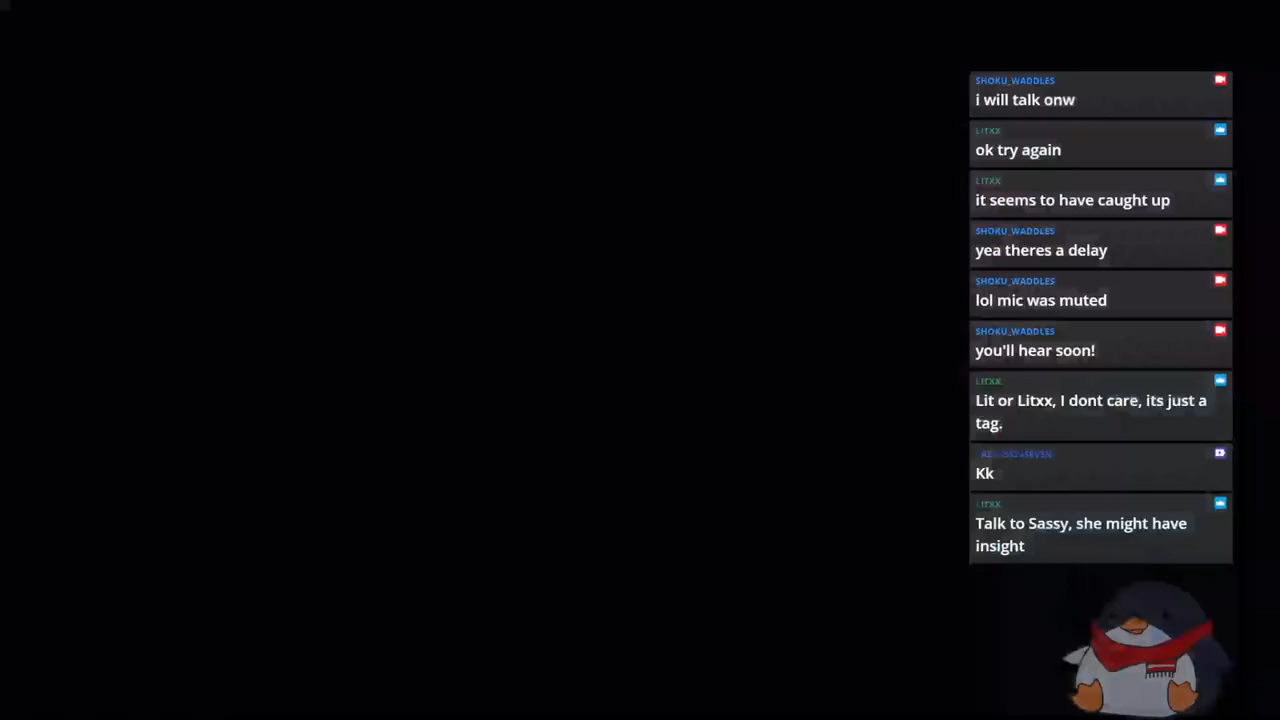 SHOKU_WADDLES
i will talk onw
LITXX
ok try again
LITXX
it seems to have caught up
SHOKU_WADDLES
yea theres a delay
SHOKU_WADDLES
lol mic was muted
SHOKU_WADDLES
you'll hear soon!
LITXX
Lit or Litxx, I dont care, its just a
tag.
Kk
LITXX
Talk to Sassy, she might have
insight